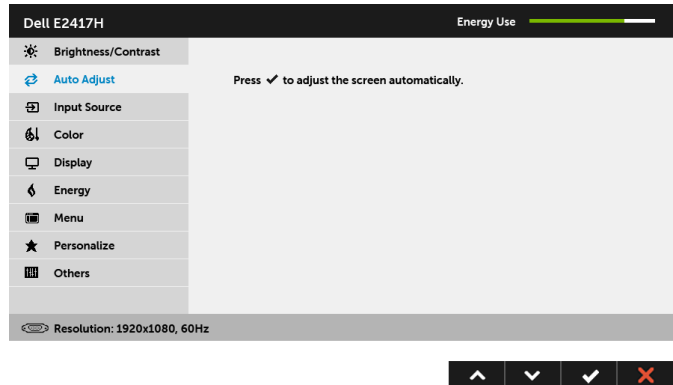 Dell E2417H
Energy Use
Brightness/Contrast
Auto Adjust
Press ✔ to adjust the screen automatically.
Input Source
Color
Display
Energy
Menu
Personalize
Others
Resolution: 1920x1080, 60Hz